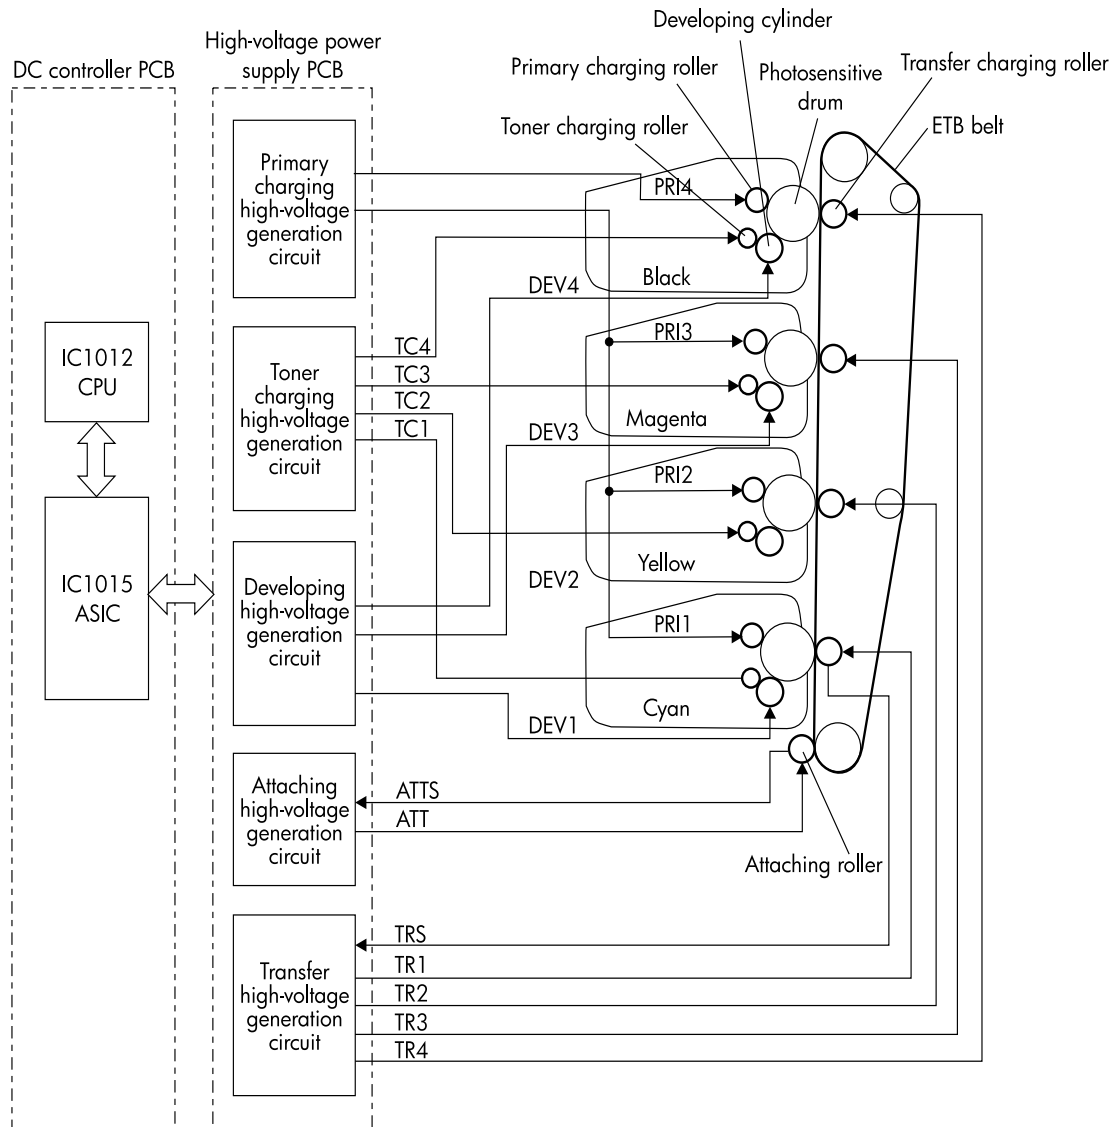 DC controller PCB
High-voltage power
supply PCB
Developing cylinder
Primary charging roller
Photosensitive
drum
Transfer charging roller
Toner charging roller
ETB belt
Primary
charging
high-voltage
generation
circuit
PRI4
Black
DEV4
IC1012
CPU
Toner
charging
high-voltage
generation
circuit
TC4
TC3
TC2
TC1
PRI3
Magenta
DEV3
PRI2
Yellow
DEV2
IC1015
ASIC
Developing
high-voltage
generation
circuit
PRI1
Cyan
DEV1
Attaching
high-voltage
generation
circuit
ATTS
ATT
Attaching roller
Transfer
high-voltage
generation
circuit
TRS
TR1
TR2
TR3
TR4